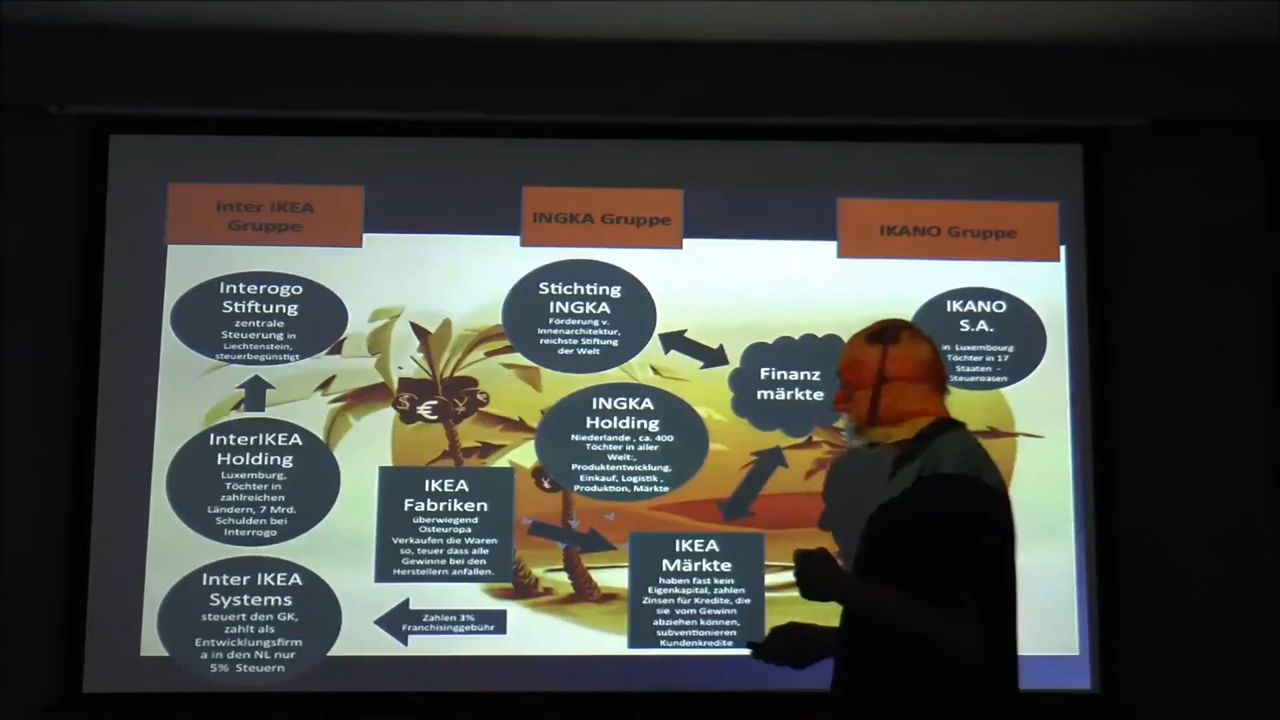 Inter IKEA
Gruppe
INGKA Gruppe
IKANO Gruppe
Interogo
Stiftung
zentrale
Steuerung in
Liechtenstein,
steuerbegünstigt
Stichting
INGKA
Förderung v.
Innenarchitektur,
reichste Stiftung
der Welt
IKANO
S.A.
in Luxembourg
Töchter in 17
Staaten -
Steueroasen
Finanz
märkte
$ € ¥ €
InterIKEA
Holding
Luxemburg,
Töchter in
zahlreichen
Ländern, 7 Mrd.
Schulden bei
Interrogo
INGKA
Holding
Niederlande , ca. 400
Töchter in aller
Welt:,
Produktentwicklung,
Einkauf, Logistik ,
Produktion, Märkte
IKEA
Fabriken
überwiegend
Osteuropa
Verkaufen die Waren
so, teuer dass alle
Gewinne bei den
Herstellern anfallen.
IKEA
Märkte
haben fast kein
Eigenkapital, zahlen
Zinsen für Kredite, die
sie vom Gewinn
abziehen können,
subventionieren
Kundenkredite
Inter IKEA
Systems
steuert den GK,
zahlt als
Entwicklungsfirm
a in den NL nur
5% Steuern
Zahlen 3%
Franchisinggebühr